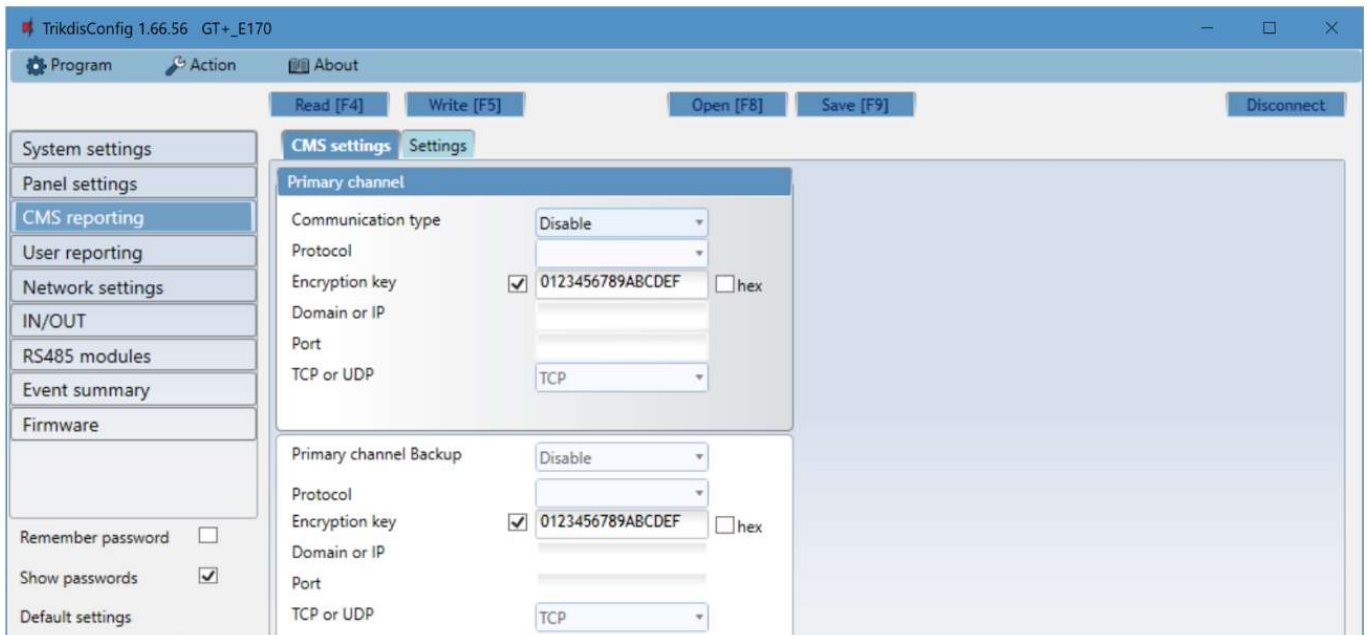 TrikdisConfig 1.66.56 GT+_E170
Program Action About
Read [F4] Write [F5] Open [F8] Save [F9] Disconnect
System settings
Panel settings
CMS reporting
User reporting
Network settings
IN/OUT
RS485 modules
Event summary
Firmware
Remember password
Show passwords
Default settings
CMS settings Settings
Primary channel
Communication type Disable
Protocol
Encryption key 0123456789ABCDEF hex
Domain or IP
Port
TCP or UDP TCP
Primary channel Backup Disable
Protocol
Encryption key 0123456789ABCDEF hex
Domain or IP
Port
TCP or UDP TCP